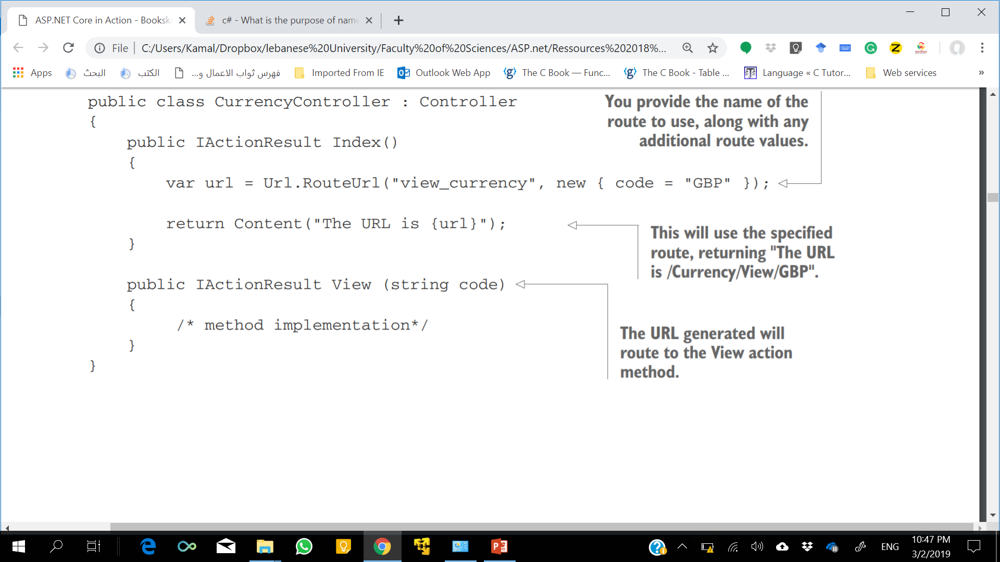 ASP.NET Core in Action - Booksk
c# - What is the purpose of name
File
C:/Users/Kamal/Dropbox/lebanese%20University/Faculty%20of%20Sciences/ASP.net/Ressources%202018%...
Apps
البحث
الكتب
فهرس ثواب الاعمال و...
Imported From IE
Outlook Web App
The C Book — Func...
The C Book - Table ...
Language « C Tutor...
Web services
»
public class CurrencyController : Controller
{
public IActionResult Index()
{
var url = Url.RouteUrl("view_currency", new { code = "GBP" });
return Content("The URL is {url}");
}
public IActionResult View (string code)
{
/* method implementation*/
}
}
You provide the name of the
route to use, along with any
additional route values.
This will use the specified
route, returning "The URL
is /Currency/View/GBP".
The URL generated will
route to the View action
method.
ENG
10:47 PM
3/2/2019